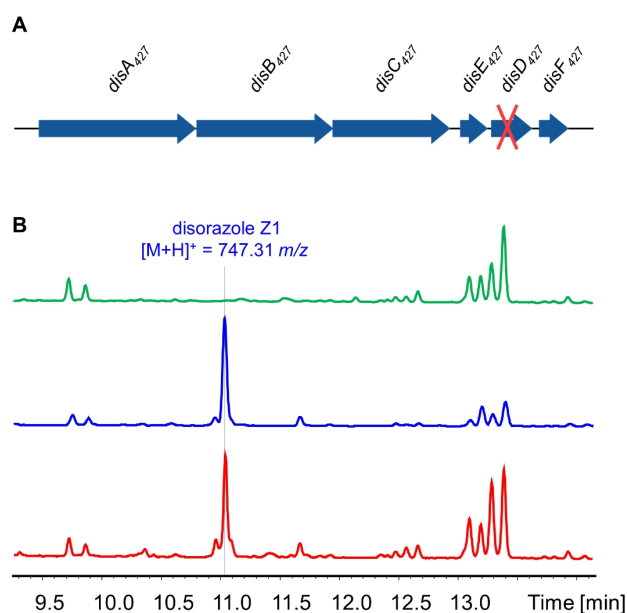 A
disA427 disB427 disC427 disE427 disD427 disF427
B
disorazole Z1
[M+H]+ = 747.31 m/z
9.5 10.0 10.5 11.0 11.5 12.0 12.5 13.0 Time [min]